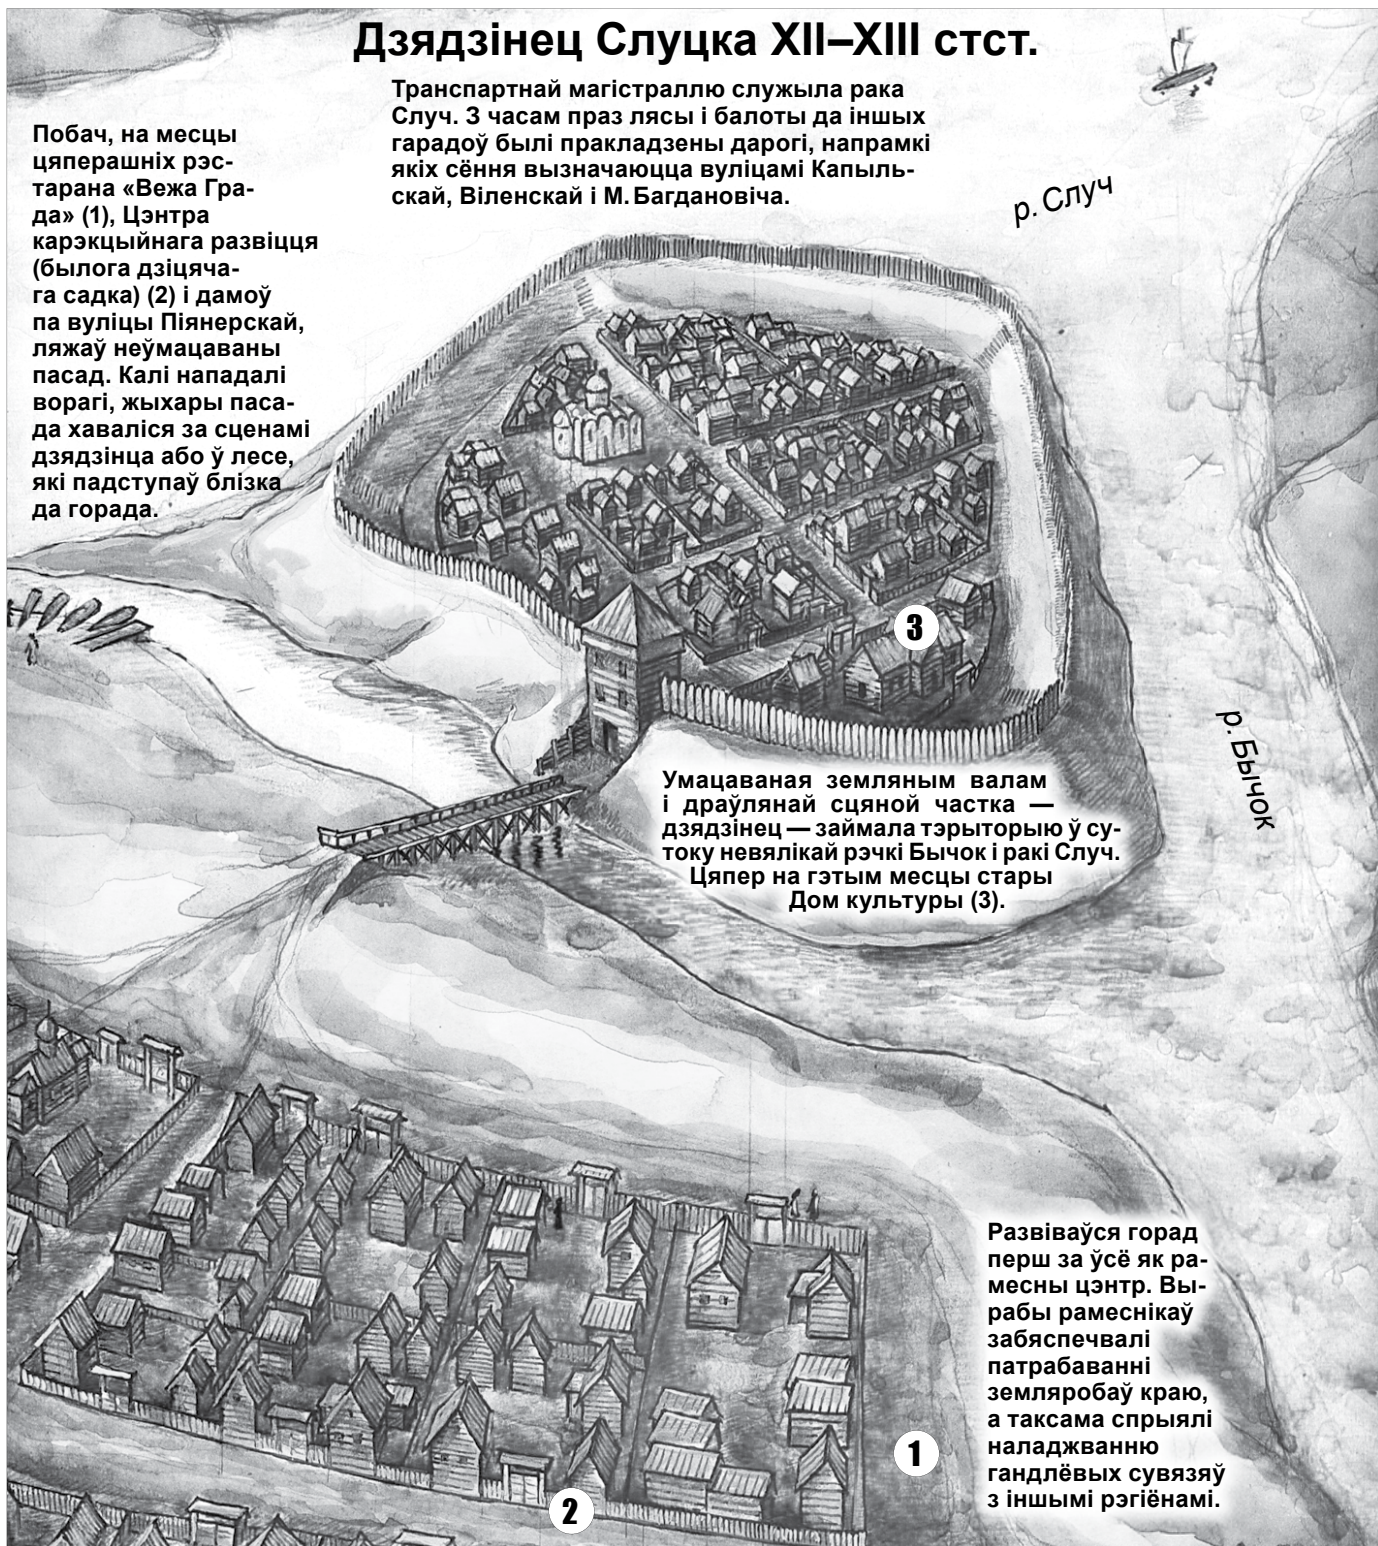 Дзядзінец Слуцка XII–XIII стст.
Транспартнай магістраллю служыла рака
Случ. З часам праз лясы і балоты да іншых
гарадоў былі пракладзены дарогі, напрамкі
якіх сёння вызначаюцца вуліцамі Капыль-
скай, Віленскай і М. Багдановіча.
Побач, на месцы
цяперашніх рэс-
тарана «Вежа Гра-
да» (1), Цэнтра
карэкцыйнага развіцця
(былога дзіцяча-
га садка) (2) і дамоў
па вуліцы Піянерскай,
ляжаў неўмацаваны
пасад. Калі нападалі
ворагі, жыхары паса-
да хаваліся за сценамі
дзядзінца або ў лесе,
які падступаў блізка
да горада.
р. Случ
3
р. Бычок
Умацаваная земляным валам
і драўлянай сцяной частка —
дзядзінец — займала тэрыторыю ў су-
току невялікай рэчкі Бычок і ракі Случ.
Цяпер на гэтым месцы стары
Дом культуры (3).
Развіваўся горад
перш за ўсё як ра-
месны цэнтр. Вы-
рабы рамеснікаў
забяспечвалі
патрабаванні
земляробаў краю,
а таксама спрыялі
наладжванню
гандлёвых сувязяў
з іншымі рэгіёнамі.
1
2